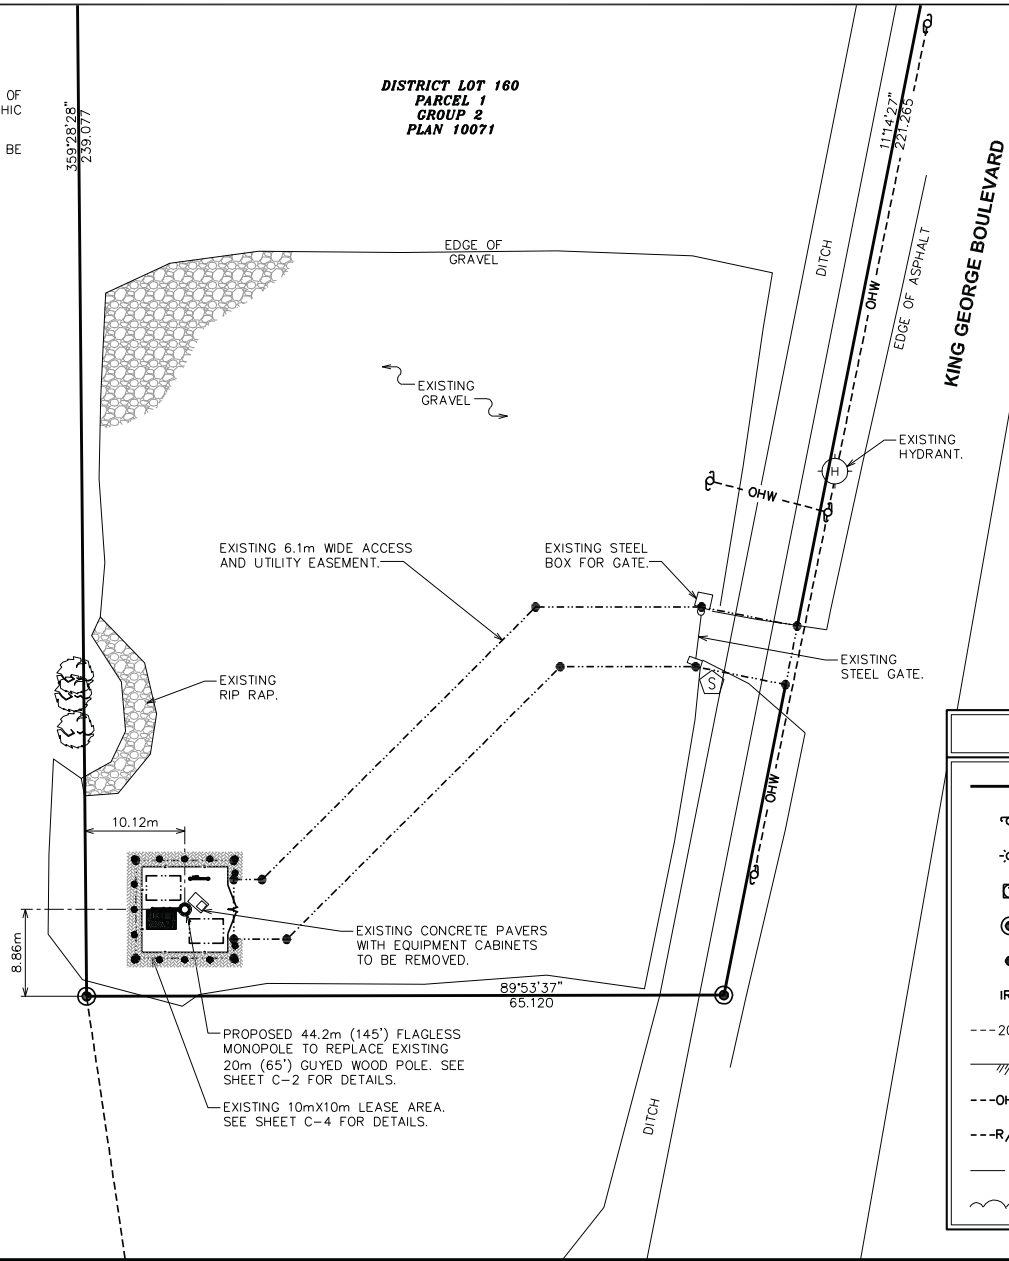 OF
HIC
BE
359°28'28"
239.077
DISTRICT LOT 160
PARCEL 1
GROUP 2
PLAN 10071
11°14'27"
221.265
KING GEORGE BOULEVARD
DITCH
EDGE OF ASPHALT
OHW
EDGE OF
GRAVEL
EXISTING
GRAVEL
EXISTING
HYDRANT.
H
OHW
EXISTING 6.1m WIDE ACCESS
AND UTILITY EASEMENT.
EXISTING STEEL
BOX FOR GATE.
EXISTING
STEEL GATE.
S
EXISTING
RIP RAP.
OHW
10.12m
8.86m
EXISTING CONCRETE PAVERS
WITH EQUIPMENT CABINETS
TO BE REMOVED.
89°53'37"
65.120
PROPOSED 44.2m (145') FLAGLESS
MONOPOLE TO REPLACE EXISTING
20m (65') GUYED WOOD POLE. SEE
SHEET C-2 FOR DETAILS.
EXISTING 10mX10m LEASE AREA.
SEE SHEET C-4 FOR DETAILS.
DITCH
IR
20
OH
R/